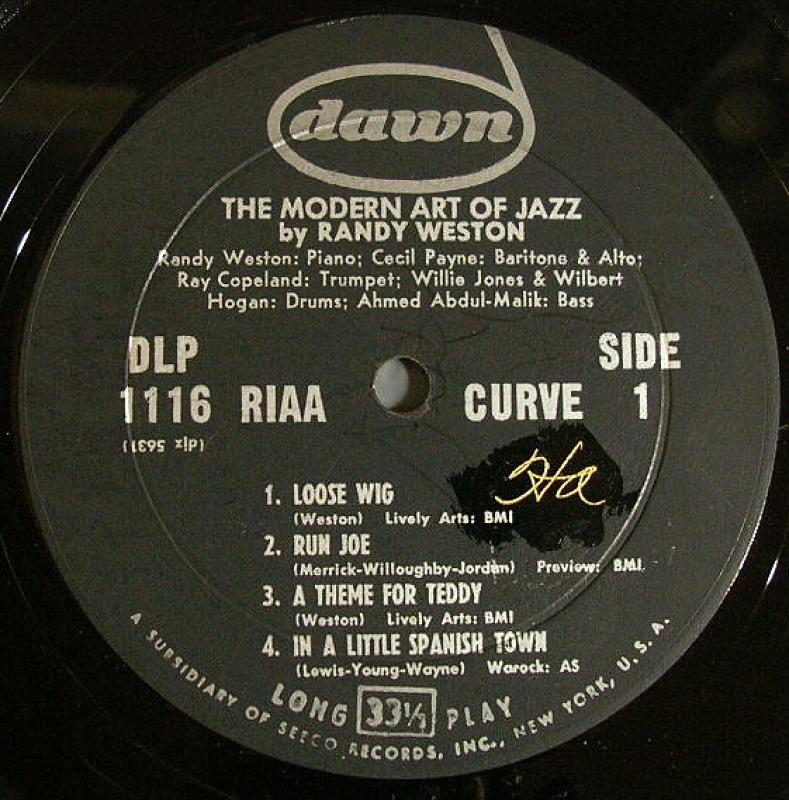 dawn
THE MODERN ART OF JAZZ
by RANDY WESTON
Randy Weston: Piano; Cecil Payne: Baritone & Alto;
Ray Copeland: Trumpet; Willie Jones & Wilbert
Hogan: Drums; Ahmed Abdul-Malik: Bass
DLP SIDE
1116 RIAA CURVE 1
(dlx 5631)
1. LOOSE WIG
(Weston) Lively Arts: BMI
2. RUN JOE
(Merrick-Willoughby-Jordan) Preview: BMI
3. A THEME FOR TEDDY
(Weston) Lively Arts: BMI
4. IN A LITTLE SPANISH TOWN
(Lewis-Young-Wayne) Warock: AS
LONG 33⅓ PLAY
A SUBSIDIARY OF SEECO RECORDS, INC., NEW YORK, U.S.A.